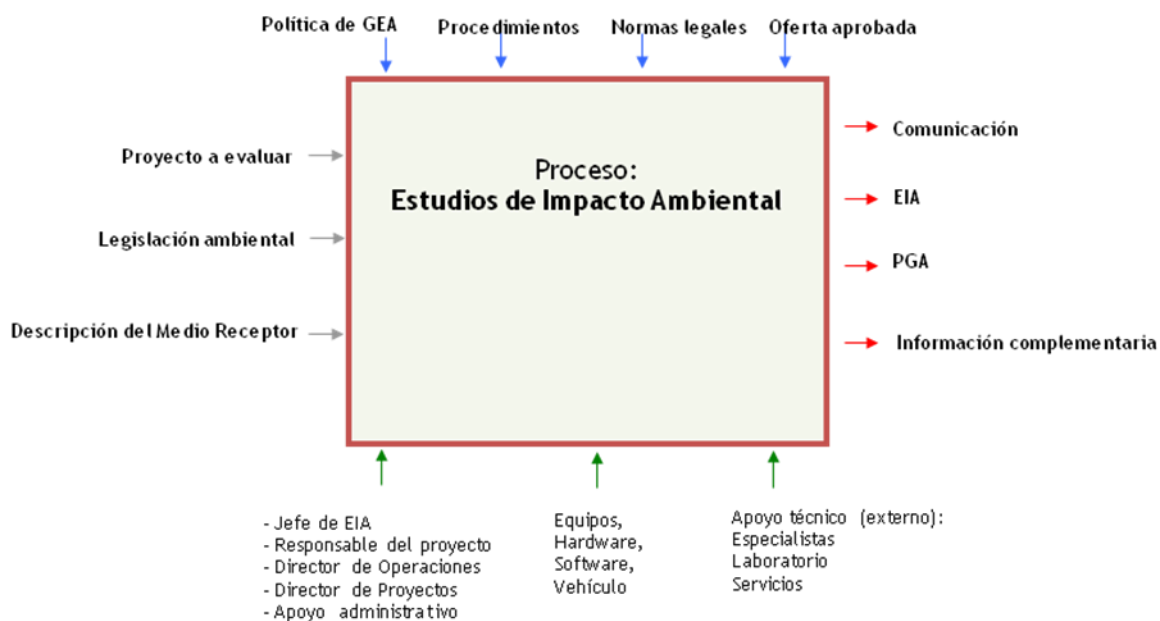 Política de GEA
Procedimientos
Normas legales
Oferta aprobada
Proyecto a evaluar
Legislación ambiental
Descripción del Medio Receptor
Proceso:
Estudios de Impacto Ambiental
Comunicación
EIA
PGA
Información complementaria
- Jefe de EIA
- Responsable del proyecto
- Director de Operaciones
- Director de Proyectos
- Apoyo administrativo
Equipos,
Hardware,
Software,
Vehículo
Apoyo técnico (externo):
Especialistas
Laboratorio
Servicios